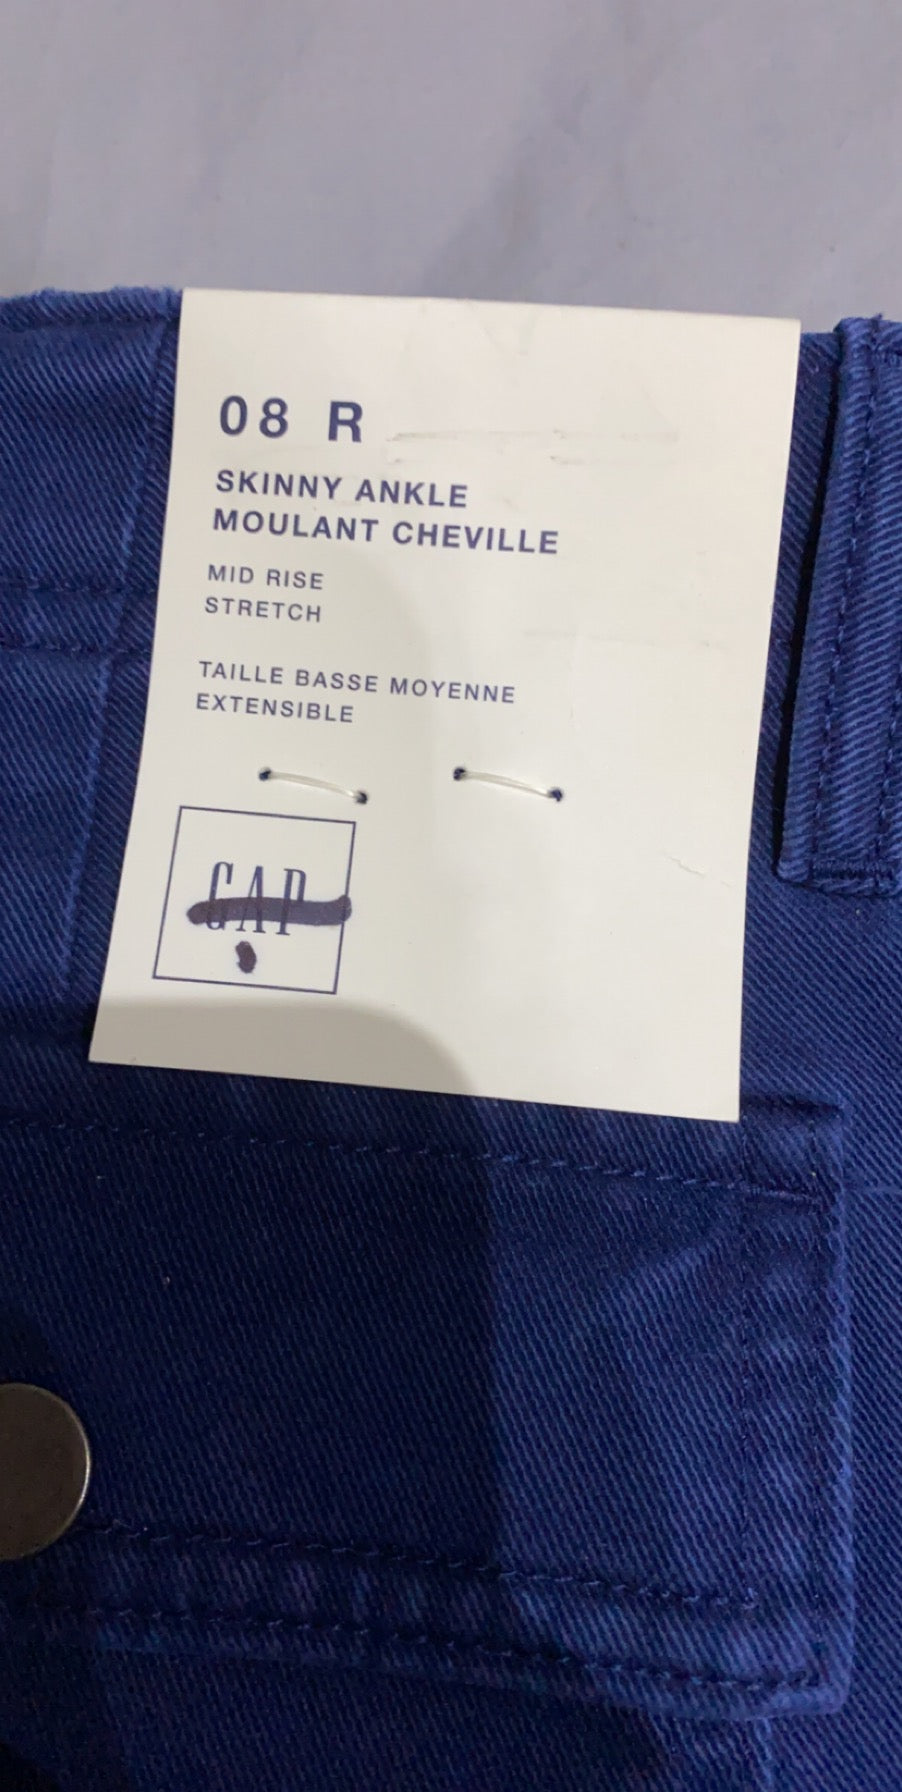 08 R
SKINNY ANKLE
MOULANT CHEVILLE
MID RISE
STRETCH
TAILLE BASSE MOYENNE
EXTENSIBLE
GAP